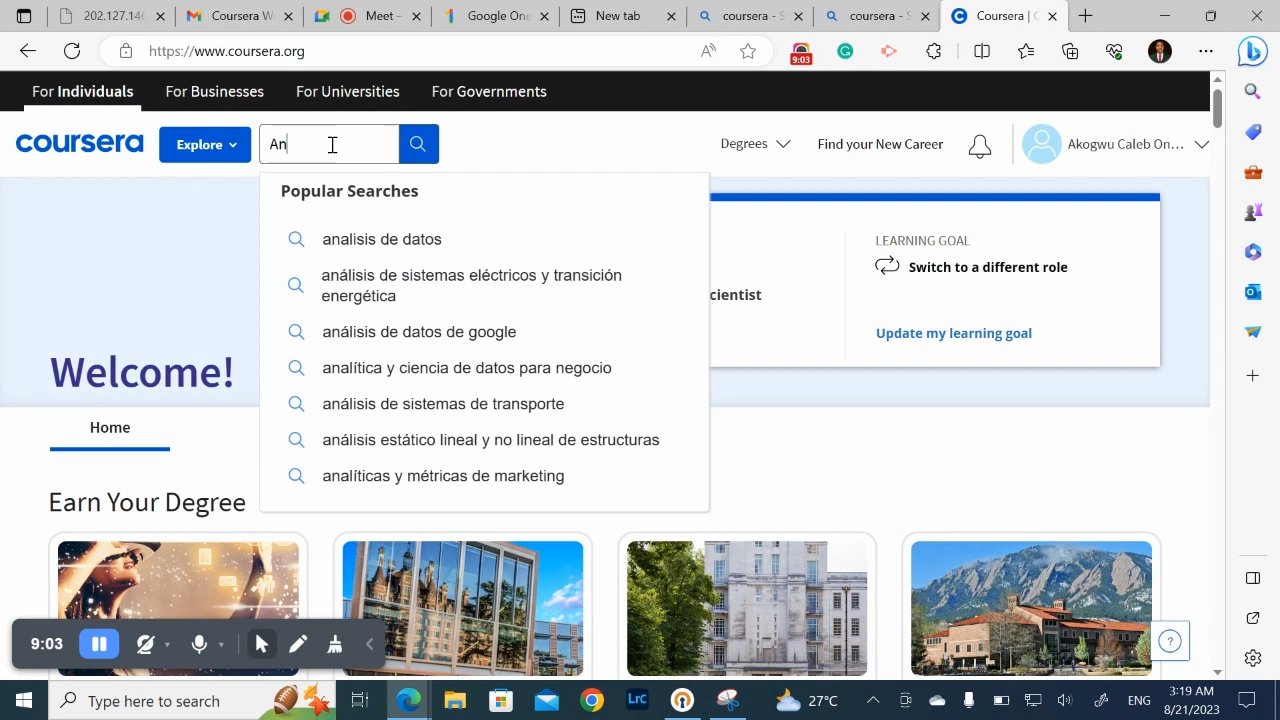 202.127.146
Coursera W
Meet –
Google One
New tab
coursera - S
coursera - S
Coursera | C
https://www.coursera.org
9:03
For Individuals
For Businesses
For Universities
For Governments
coursera
Explore
An
Degrees
Find your New Career
Akogwu Caleb On...
Popular Searches
analisis de datos
análisis de sistemas eléctricos y transición
energética
análisis de datos de google
analítica y ciencia de datos para negocio
análisis de sistemas de transporte
análisis estático lineal y no lineal de estructuras
analíticas y métricas de marketing
LEARNING GOAL
Switch to a different role
cientist
Update my learning goal
Welcome!
Home
Earn Your Degree
9:03
Type here to search
LrC
27°C
ENG
3:19 AM
8/21/2023